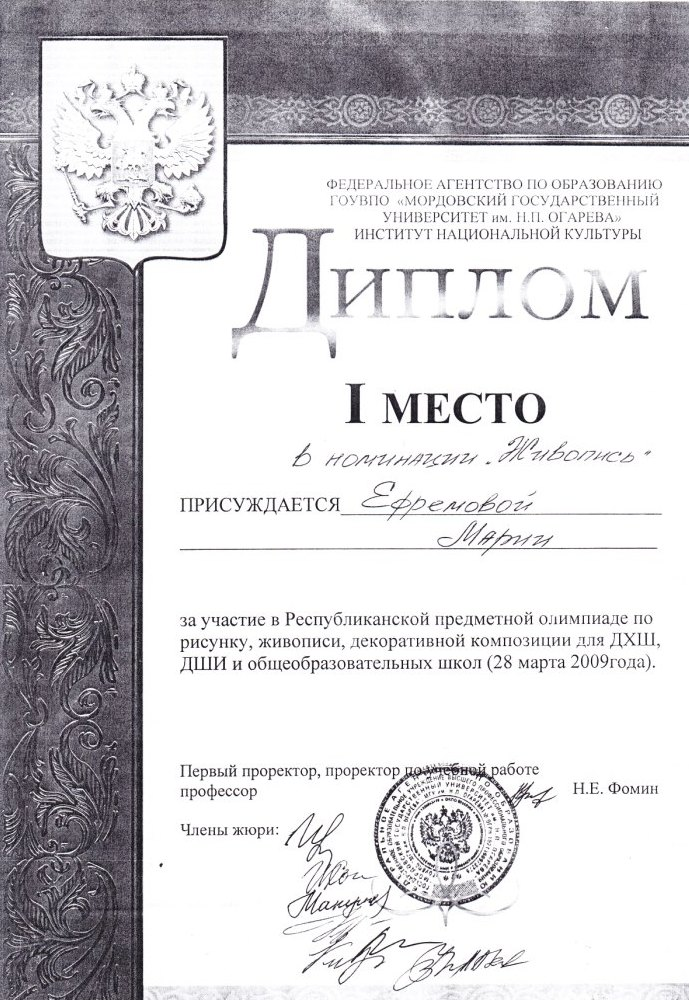 ФЕДЕРАЛЬНОЕ АГЕНТСТВО ПО ОБРАЗОВАНИЮ
ГОУВПО «МОРДОВСКИЙ ГОСУДАРСТВЕННЫЙ
УНИВЕРСИТЕТ им. Н.П. ОГАРЕВА»
ИНСТИТУТ НАЦИОНАЛЬНОЙ КУЛЬТУРЫ
ДИПЛОМ
I МЕСТО
в номинации „Живопись"
ПРИСУЖДАЕТСЯ Ефремовой
Марии
за участие в Республиканской предметной олимпиаде по
рисунку, живописи, декоративной композиции для ДХШ,
ДШИ и общеобразовательных школ (28 марта 2009года).
Первый проректор, проректор по учебной работе
профессор Н.Е. Фомин
Члены жюри: